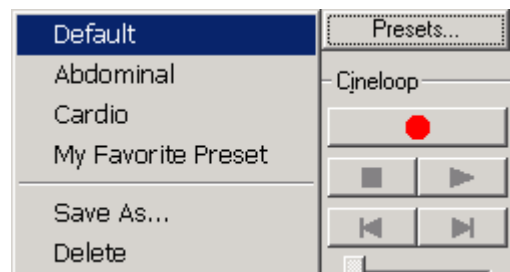 Default
Abdominal
Cardio
My Favorite Preset
Save As...
Delete
Presets...
Cineloop